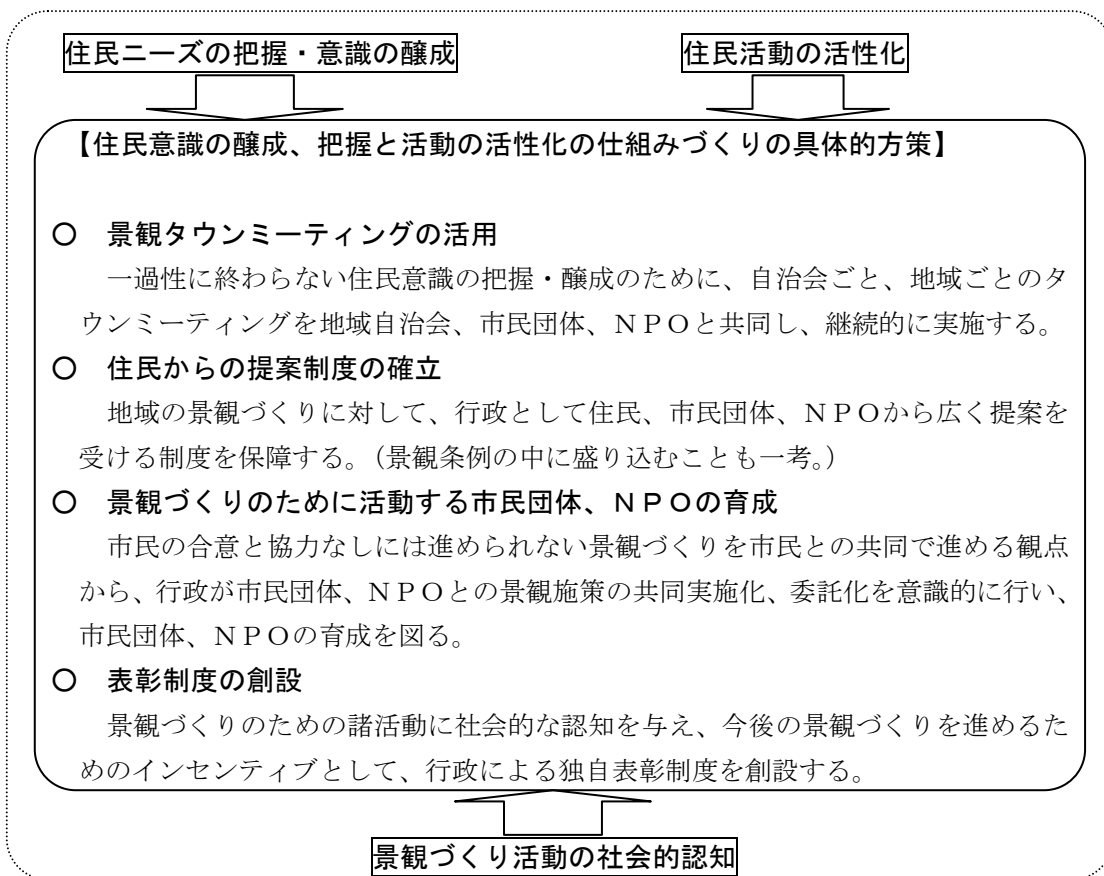 住民ニーズの把握・意識の醸成
住民活動の活性化
【住民意識の醸成、把握と活動の活性化の仕組みづくりの具体的方策】
○　景観タウンミーティングの活用
一過性に終わらない住民意識の把握・醸成のために、自治会ごと、地域ごとのタ
ウンミーティングを地域自治会、市民団体、ＮＰＯと共同し、継続的に実施する。
○　住民からの提案制度の確立
地域の景観づくりに対して、行政として住民、市民団体、ＮＰＯから広く提案を
受ける制度を保障する。（景観条例の中に盛り込むことも一考。）
○　景観づくりのために活動する市民団体、ＮＰＯの育成
市民の合意と協力なしには進められない景観づくりを市民との共同で進める観点
から、行政が市民団体、ＮＰＯとの景観施策の共同実施化、委託化を意識的に行い、
市民団体、ＮＰＯの育成を図る。
○　表彰制度の創設
景観づくりのための諸活動に社会的な認知を与え、今後の景観づくりを進めるた
めのインセンティブとして、行政による独自表彰制度を創設する。
景観づくり活動の社会的認知